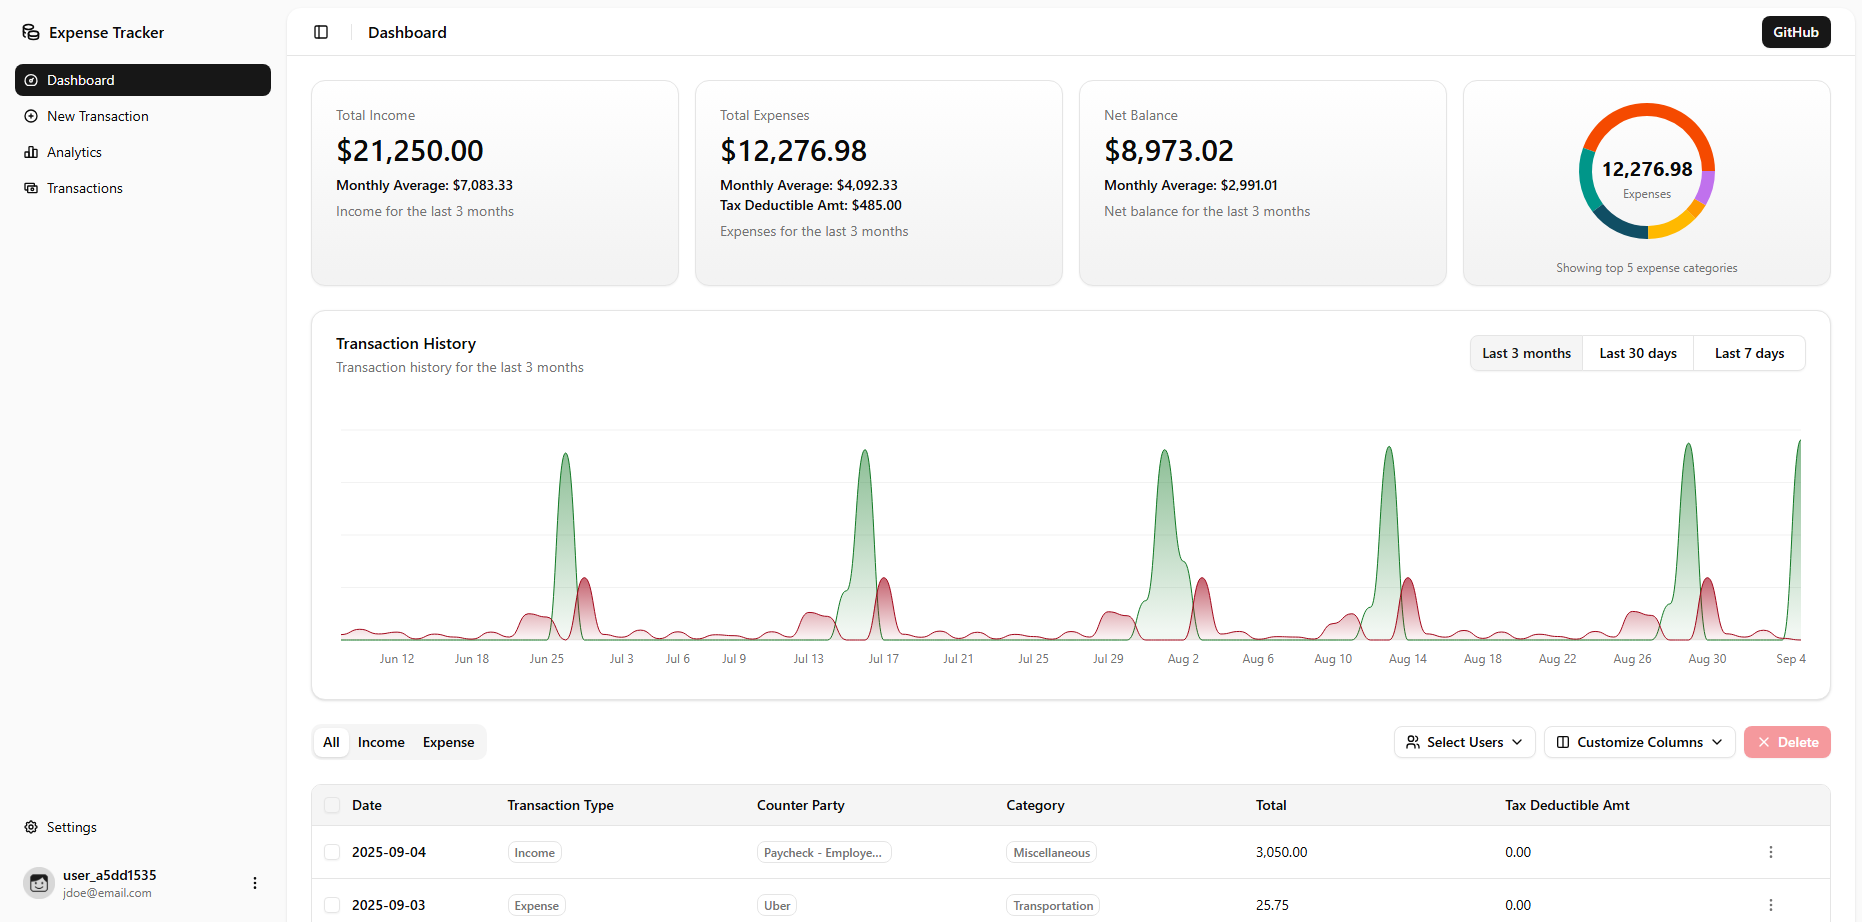 Expense Tracker
Dashboard
New Transaction
Analytics
Transactions
Settings
user_a5dd1535
jdoe@email.com
Dashboard
GitHub
Total Income
$21,250.00
Monthly Average: $7,083.33
Income for the last 3 months
Total Expenses
$12,276.98
Monthly Average: $4,092.33
Tax Deductible Amt: $485.00
Expenses for the last 3 months
Net Balance
$8,973.02
Monthly Average: $2,991.01
Net balance for the last 3 months
12,276.98
Expenses
Showing top 5 expense categories
Transaction History
Transaction history for the last 3 months
Last 3 months Last 30 days Last 7 days
Jun 12 Jun 18 Jun 25 Jul 3 Jul 6 Jul 9 Jul 13 Jul 17 Jul 21 Jul 25 Jul 29 Aug 2 Aug 6 Aug 10 Aug 14 Aug 18 Aug 22 Aug 26 Aug 30 Sep 4
All Income Expense
Select Users Customize Columns Delete
Date Transaction Type Counter Party Category Total Tax Deductible Amt
2025-09-04 Income Paycheck - Employe... Miscellaneous 3,050.00 0.00
2025-09-03 Expense Uber Transportation 25.75 0.00